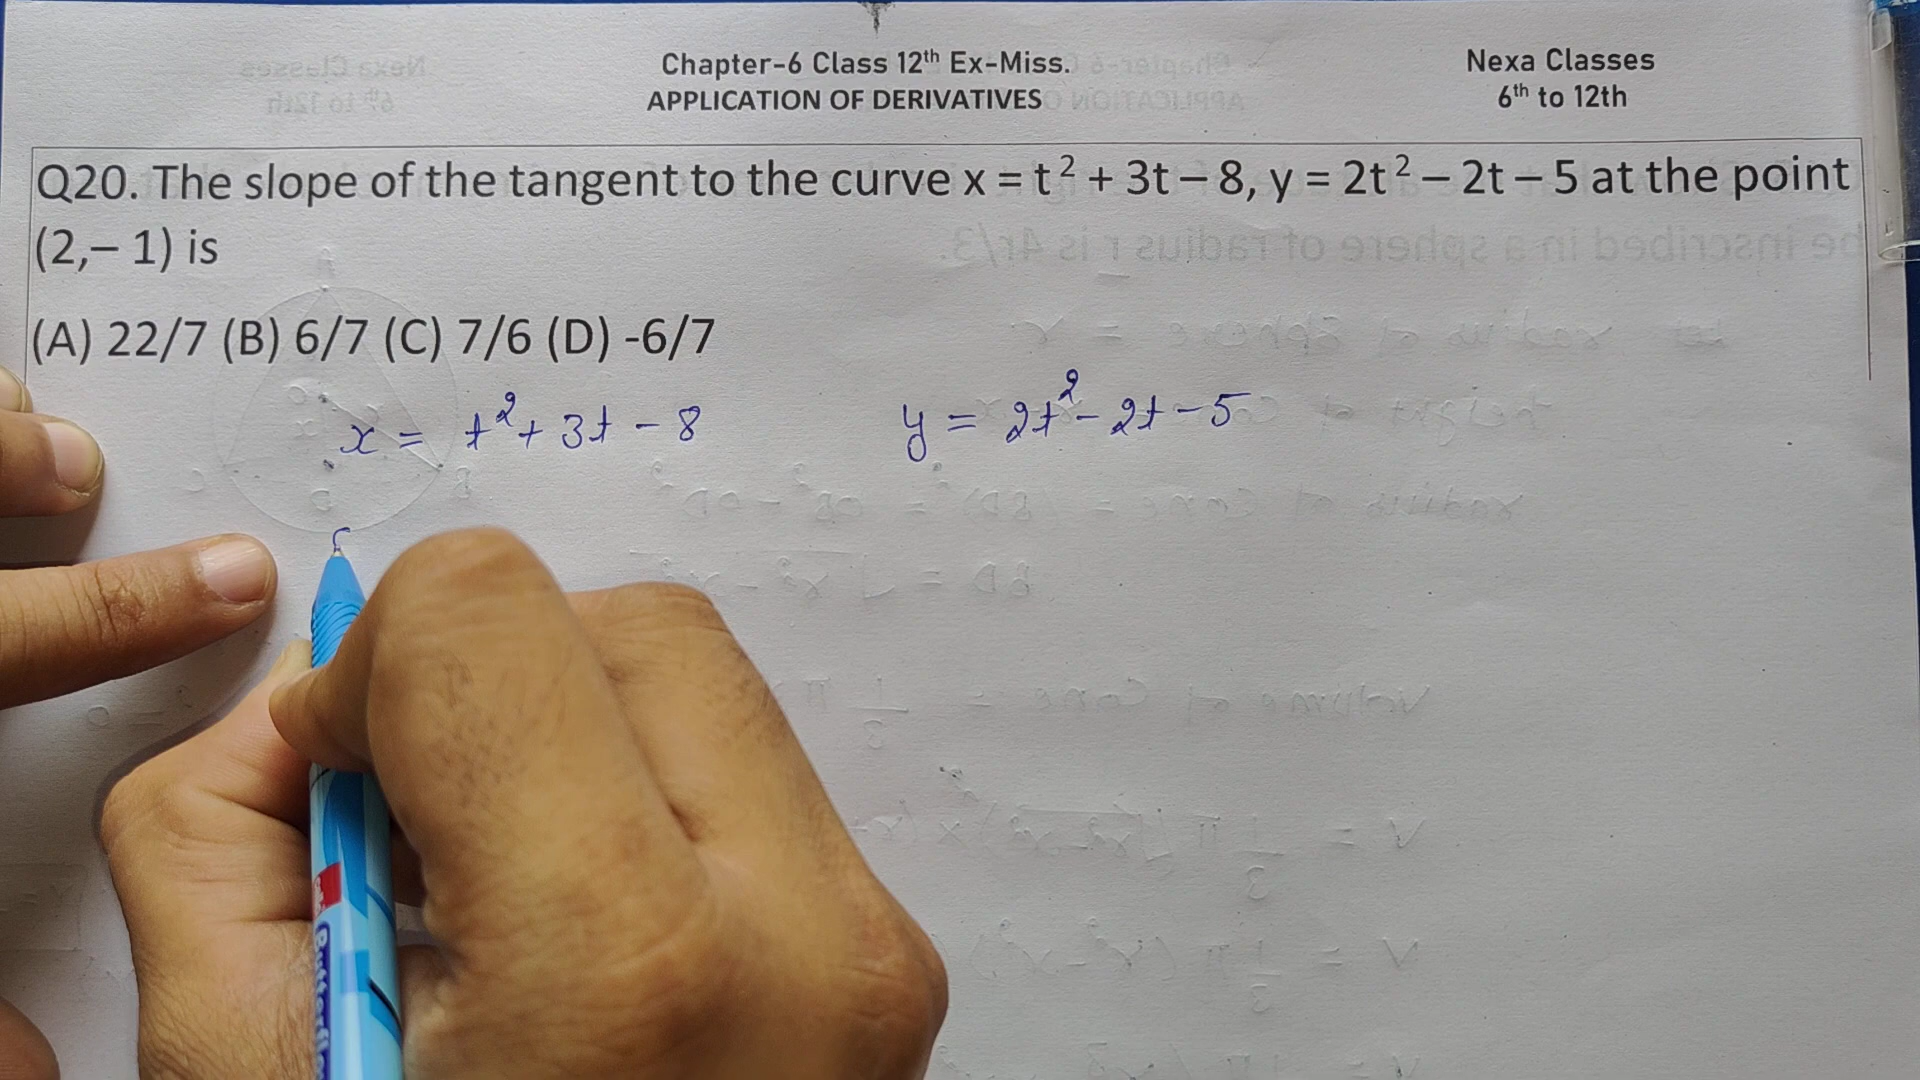 Chapter-6 Class 12th Ex-Miss.
APPLICATION OF DERIVATIVES
Nexa Classes
6th to 12th
Q20. The slope of the tangent to the curve x = t² + 3t – 8, y = 2t² – 2t – 5 at the point
(2,– 1) is
(A) 22/7 (B) 6/7 (C) 7/6 (D) -6/7
x = t² + 3t - 8
y = 2t² - 2t - 5